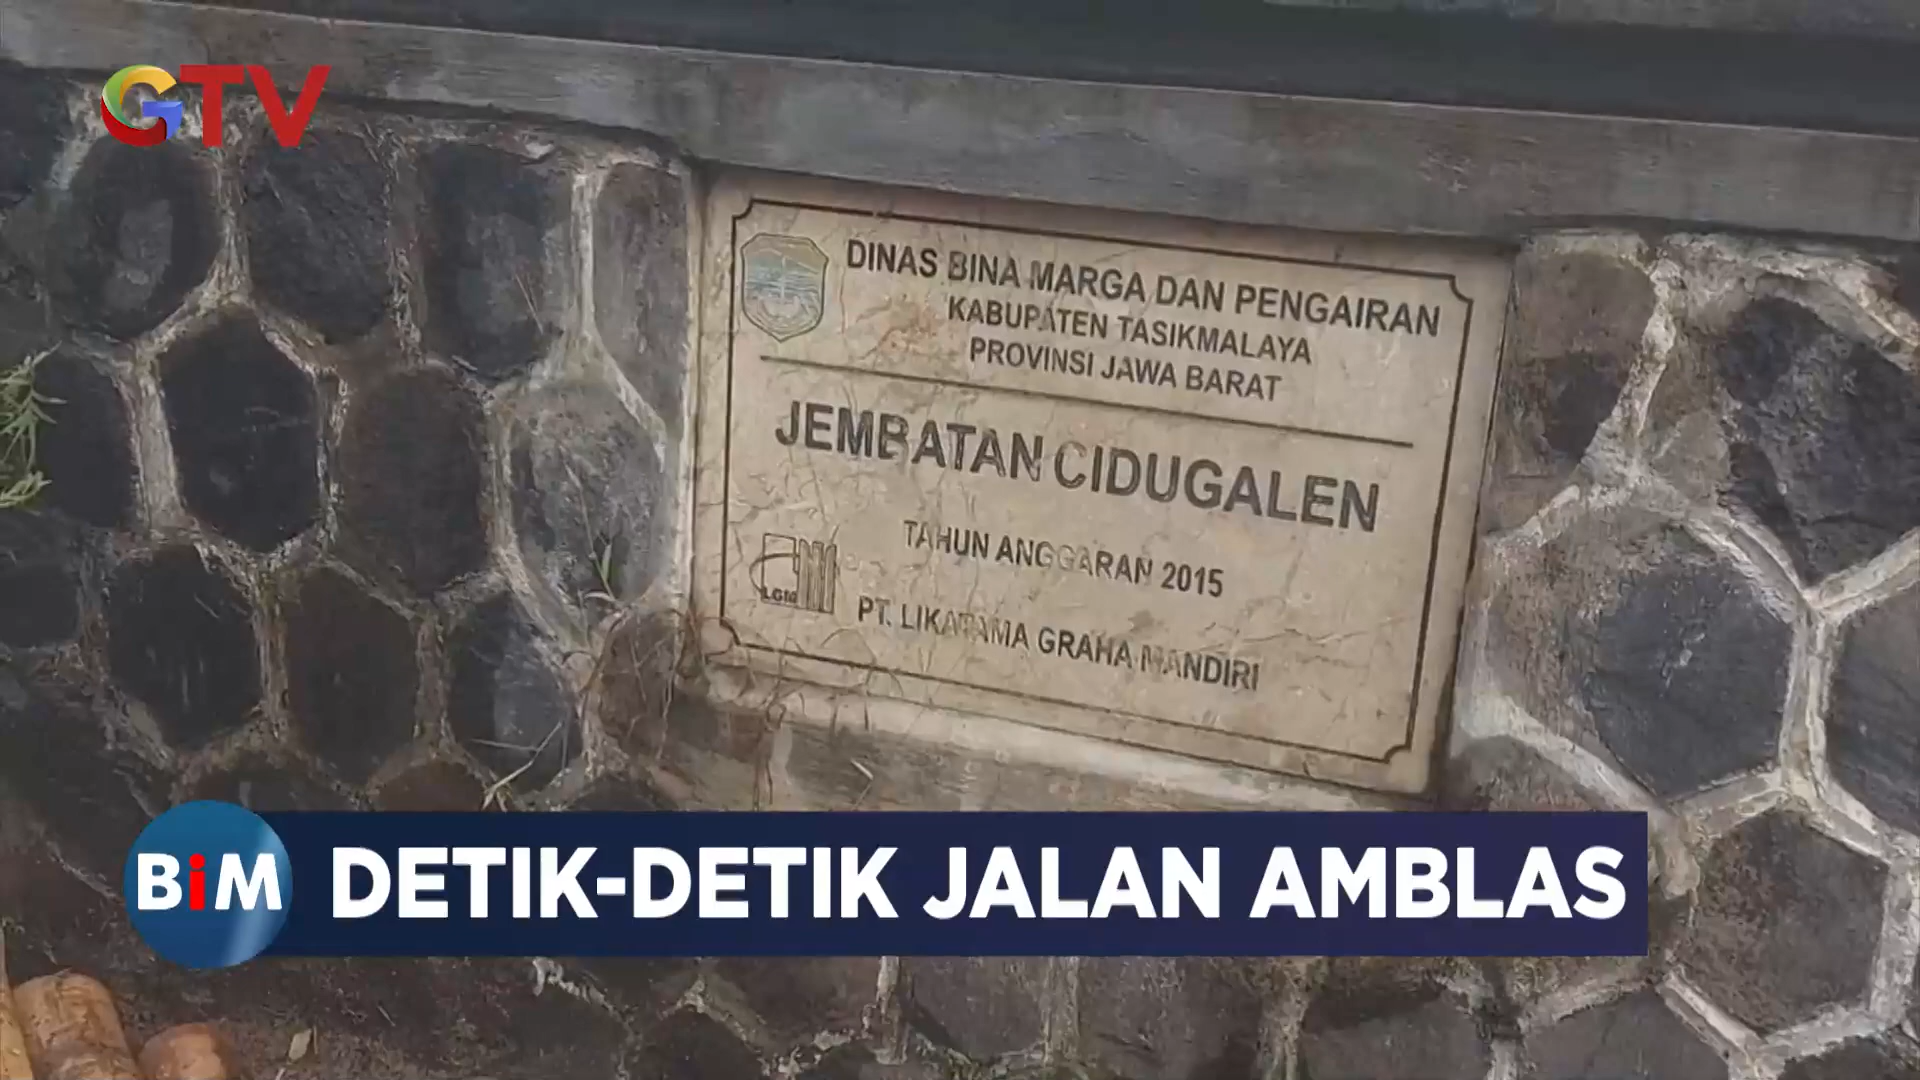 GTV
DINAS BINA MARGA DAN PENGAIRAN
KABUPATEN TASIKMALAYA
PROVINSI JAWA BARAT
JEMBATAN CIDUGALEN
TAHUN ANGGARAN 2015
LGM
PT. LIKATAMA GRAHA MANDIRI
BiM DETIK-DETIK JALAN AMBLAS